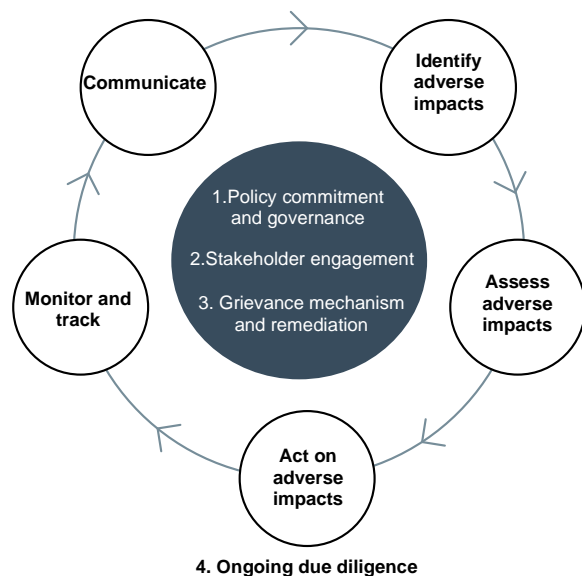 Communicate
Identify
adverse
impacts
1.Policy commitment
and governance
2.Stakeholder engagement
3. Grievance mechanism
and remediation
Monitor and
track
Assess
adverse
impacts
Act on
adverse
impacts
4. Ongoing due diligence